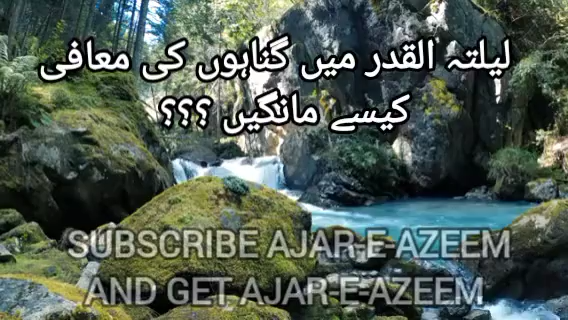 لیلتہ القدر میں گناہوں کی معافی
کیسے مانگیں ؟؟؟
SUBSCRIBE AJAR-E AZEEM
AND GET AJAR-E-AZEEM